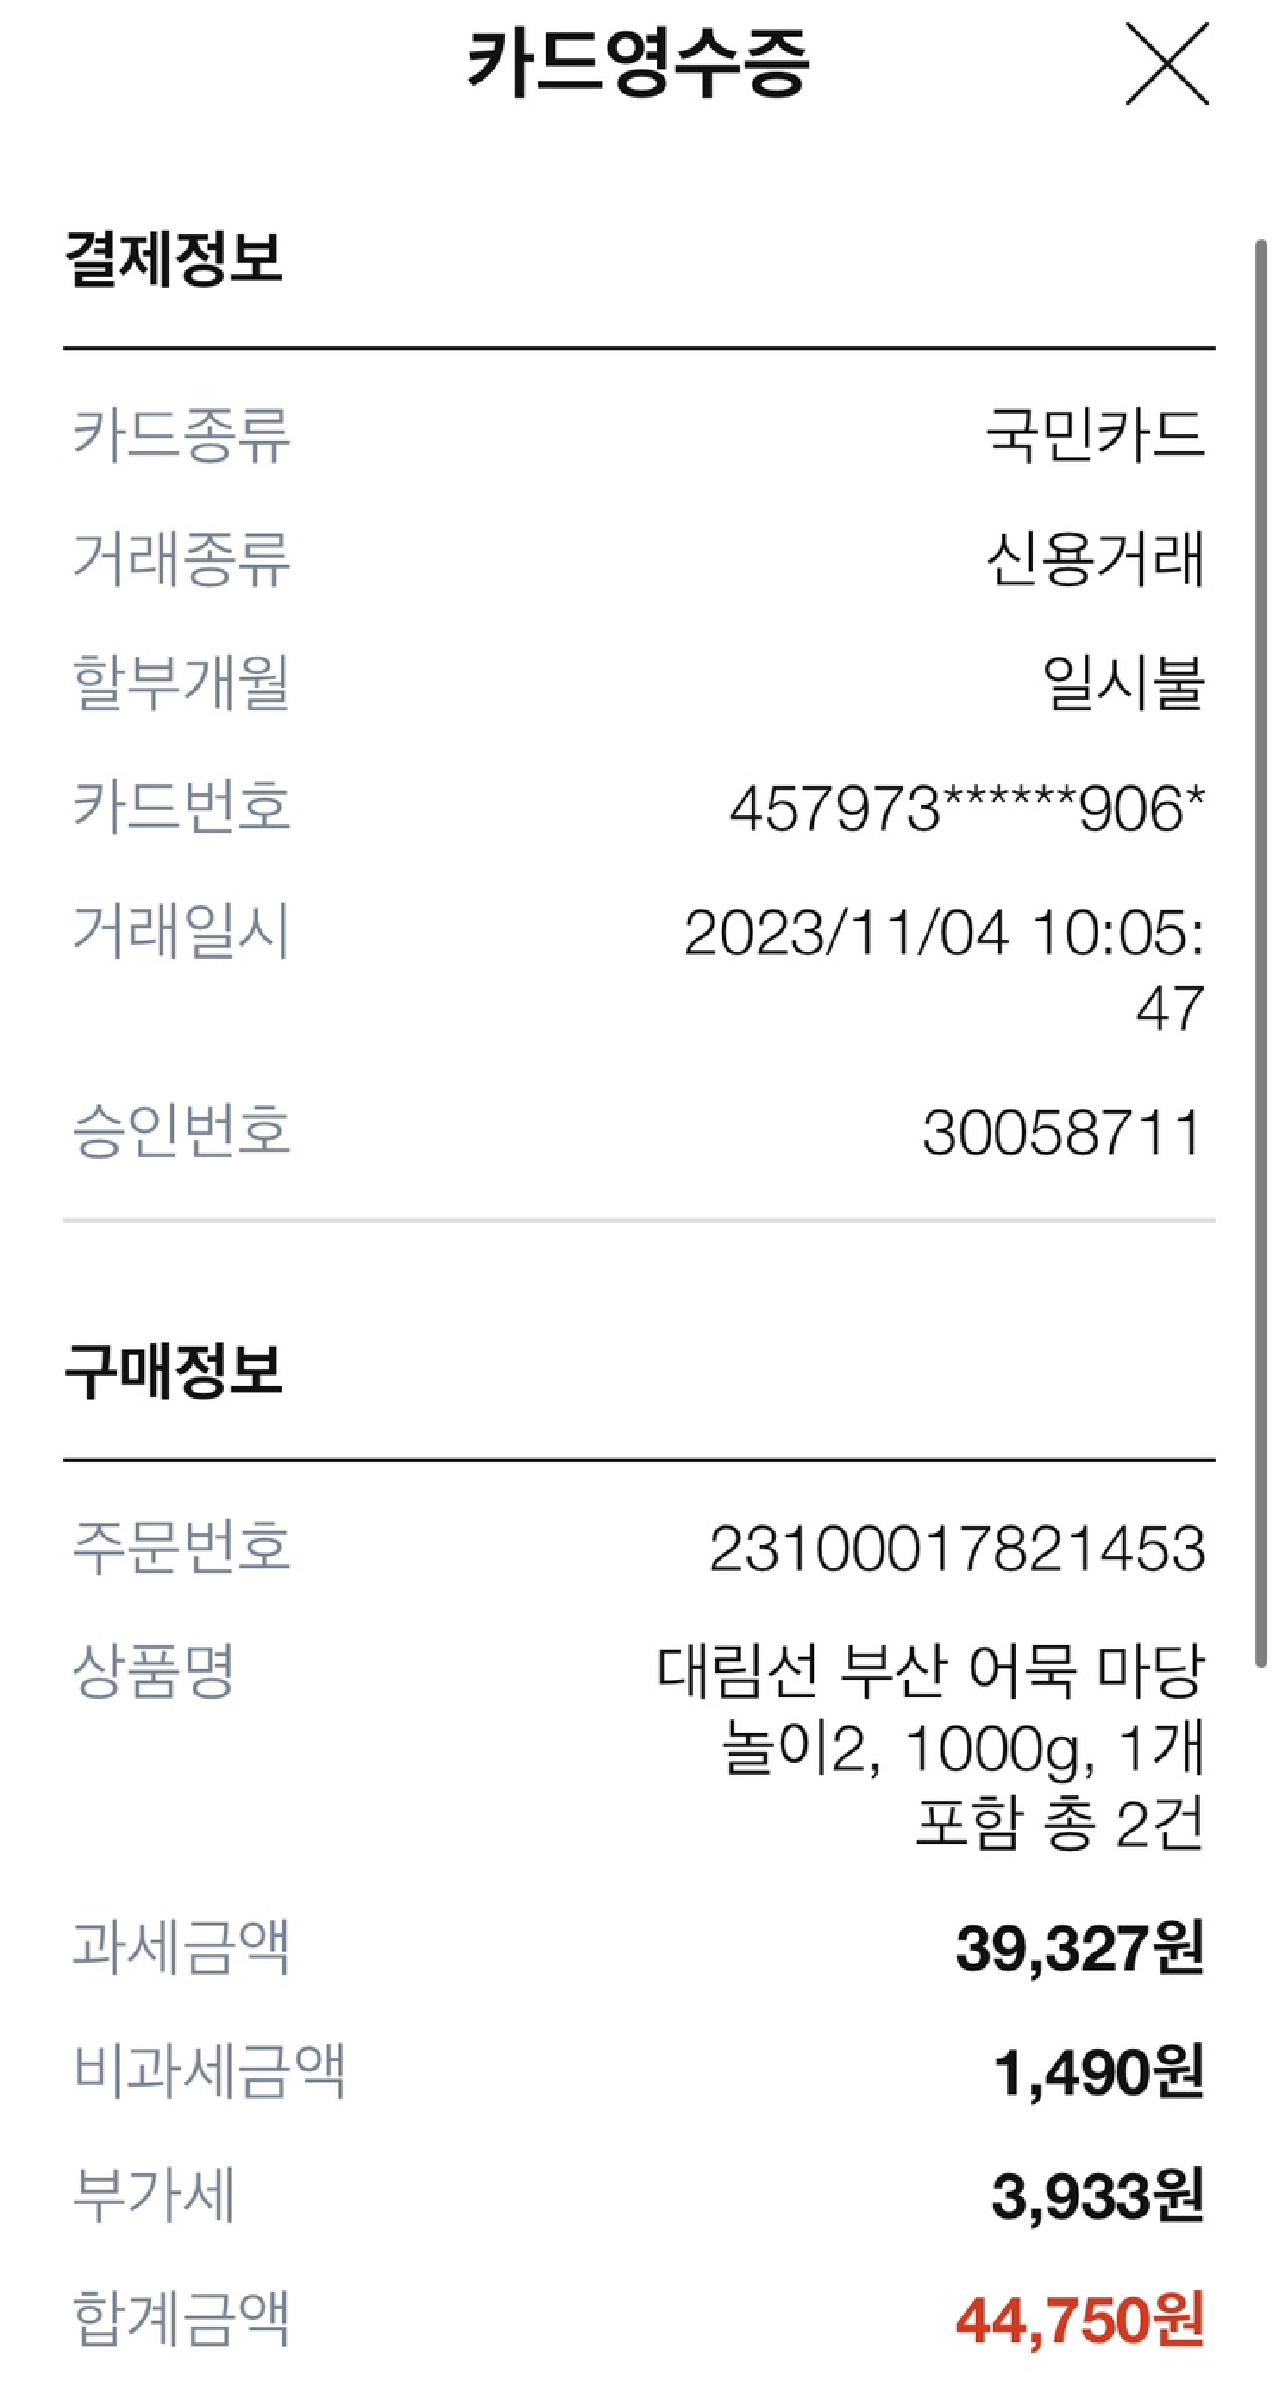 카드영수증
결제정보
카드종류 국민카드
거래종류 신용거래
할부개월 일시불
카드번호 457973******906*
거래일시 2023/11/04 10:05:
47
승인번호 30058711
구매정보
주문번호 23100017821453
상품명 대림선 부산 어묵 마당
놀이2, 1000g, 1개
포함 총 2건
과세금액 39,327원
비과세금액 1,490원
부가세 3,933원
합계금액 44,750원